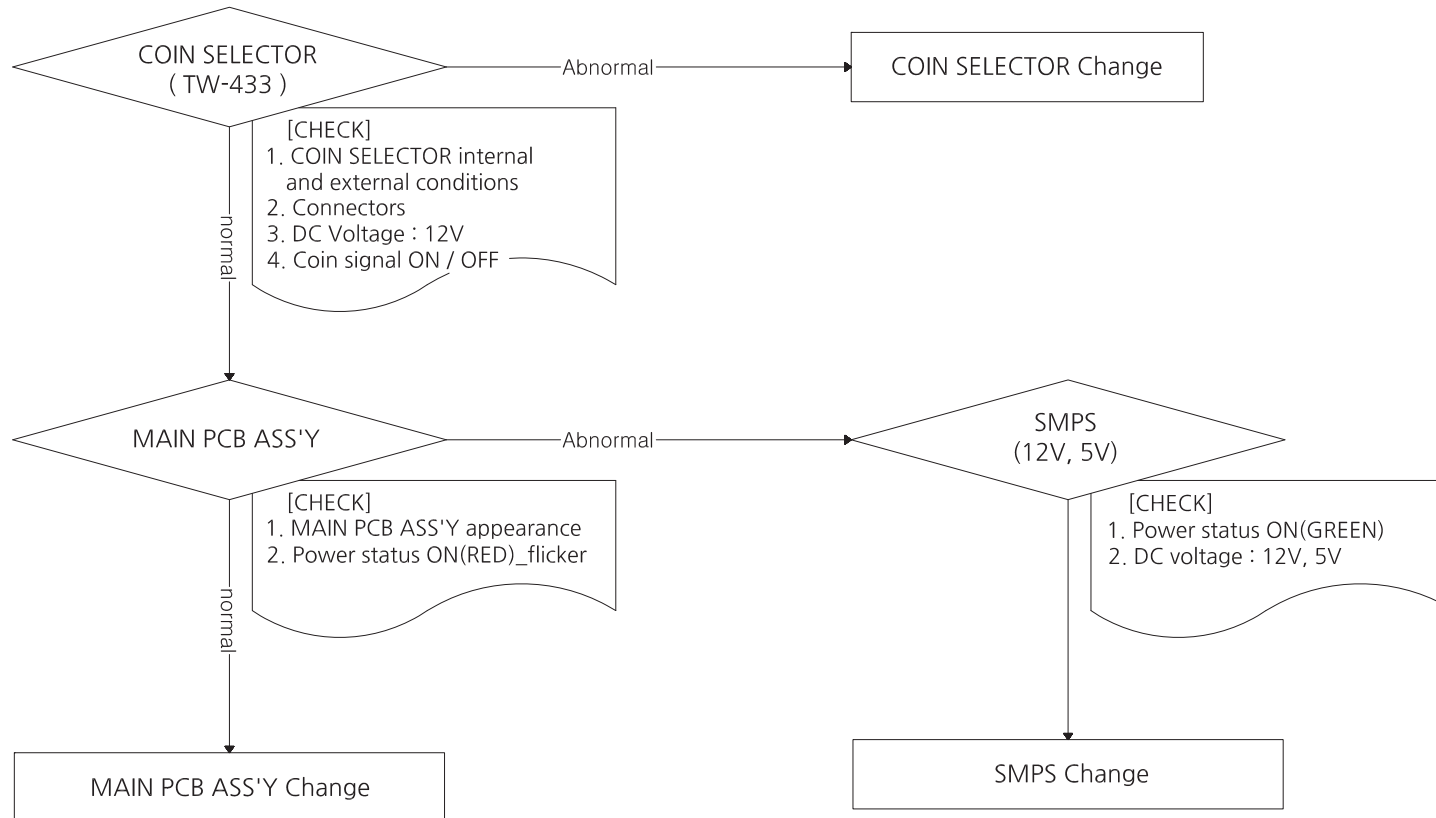 COIN SELECTOR
( TW-433 )
Abnormal
COIN SELECTOR Change
[CHECK]
1. COIN SELECTOR internal
and external conditions
2. Connectors
3. DC Voltage : 12V
4. Coin signal ON / OFF
normal
MAIN PCB ASS'Y
Abnormal
SMPS
(12V, 5V)
[CHECK]
1. MAIN PCB ASS'Y appearance
2. Power status ON(RED)_flicker
[CHECK]
1. Power status ON(GREEN)
2. DC voltage : 12V, 5V
normal
MAIN PCB ASS'Y Change
SMPS Change